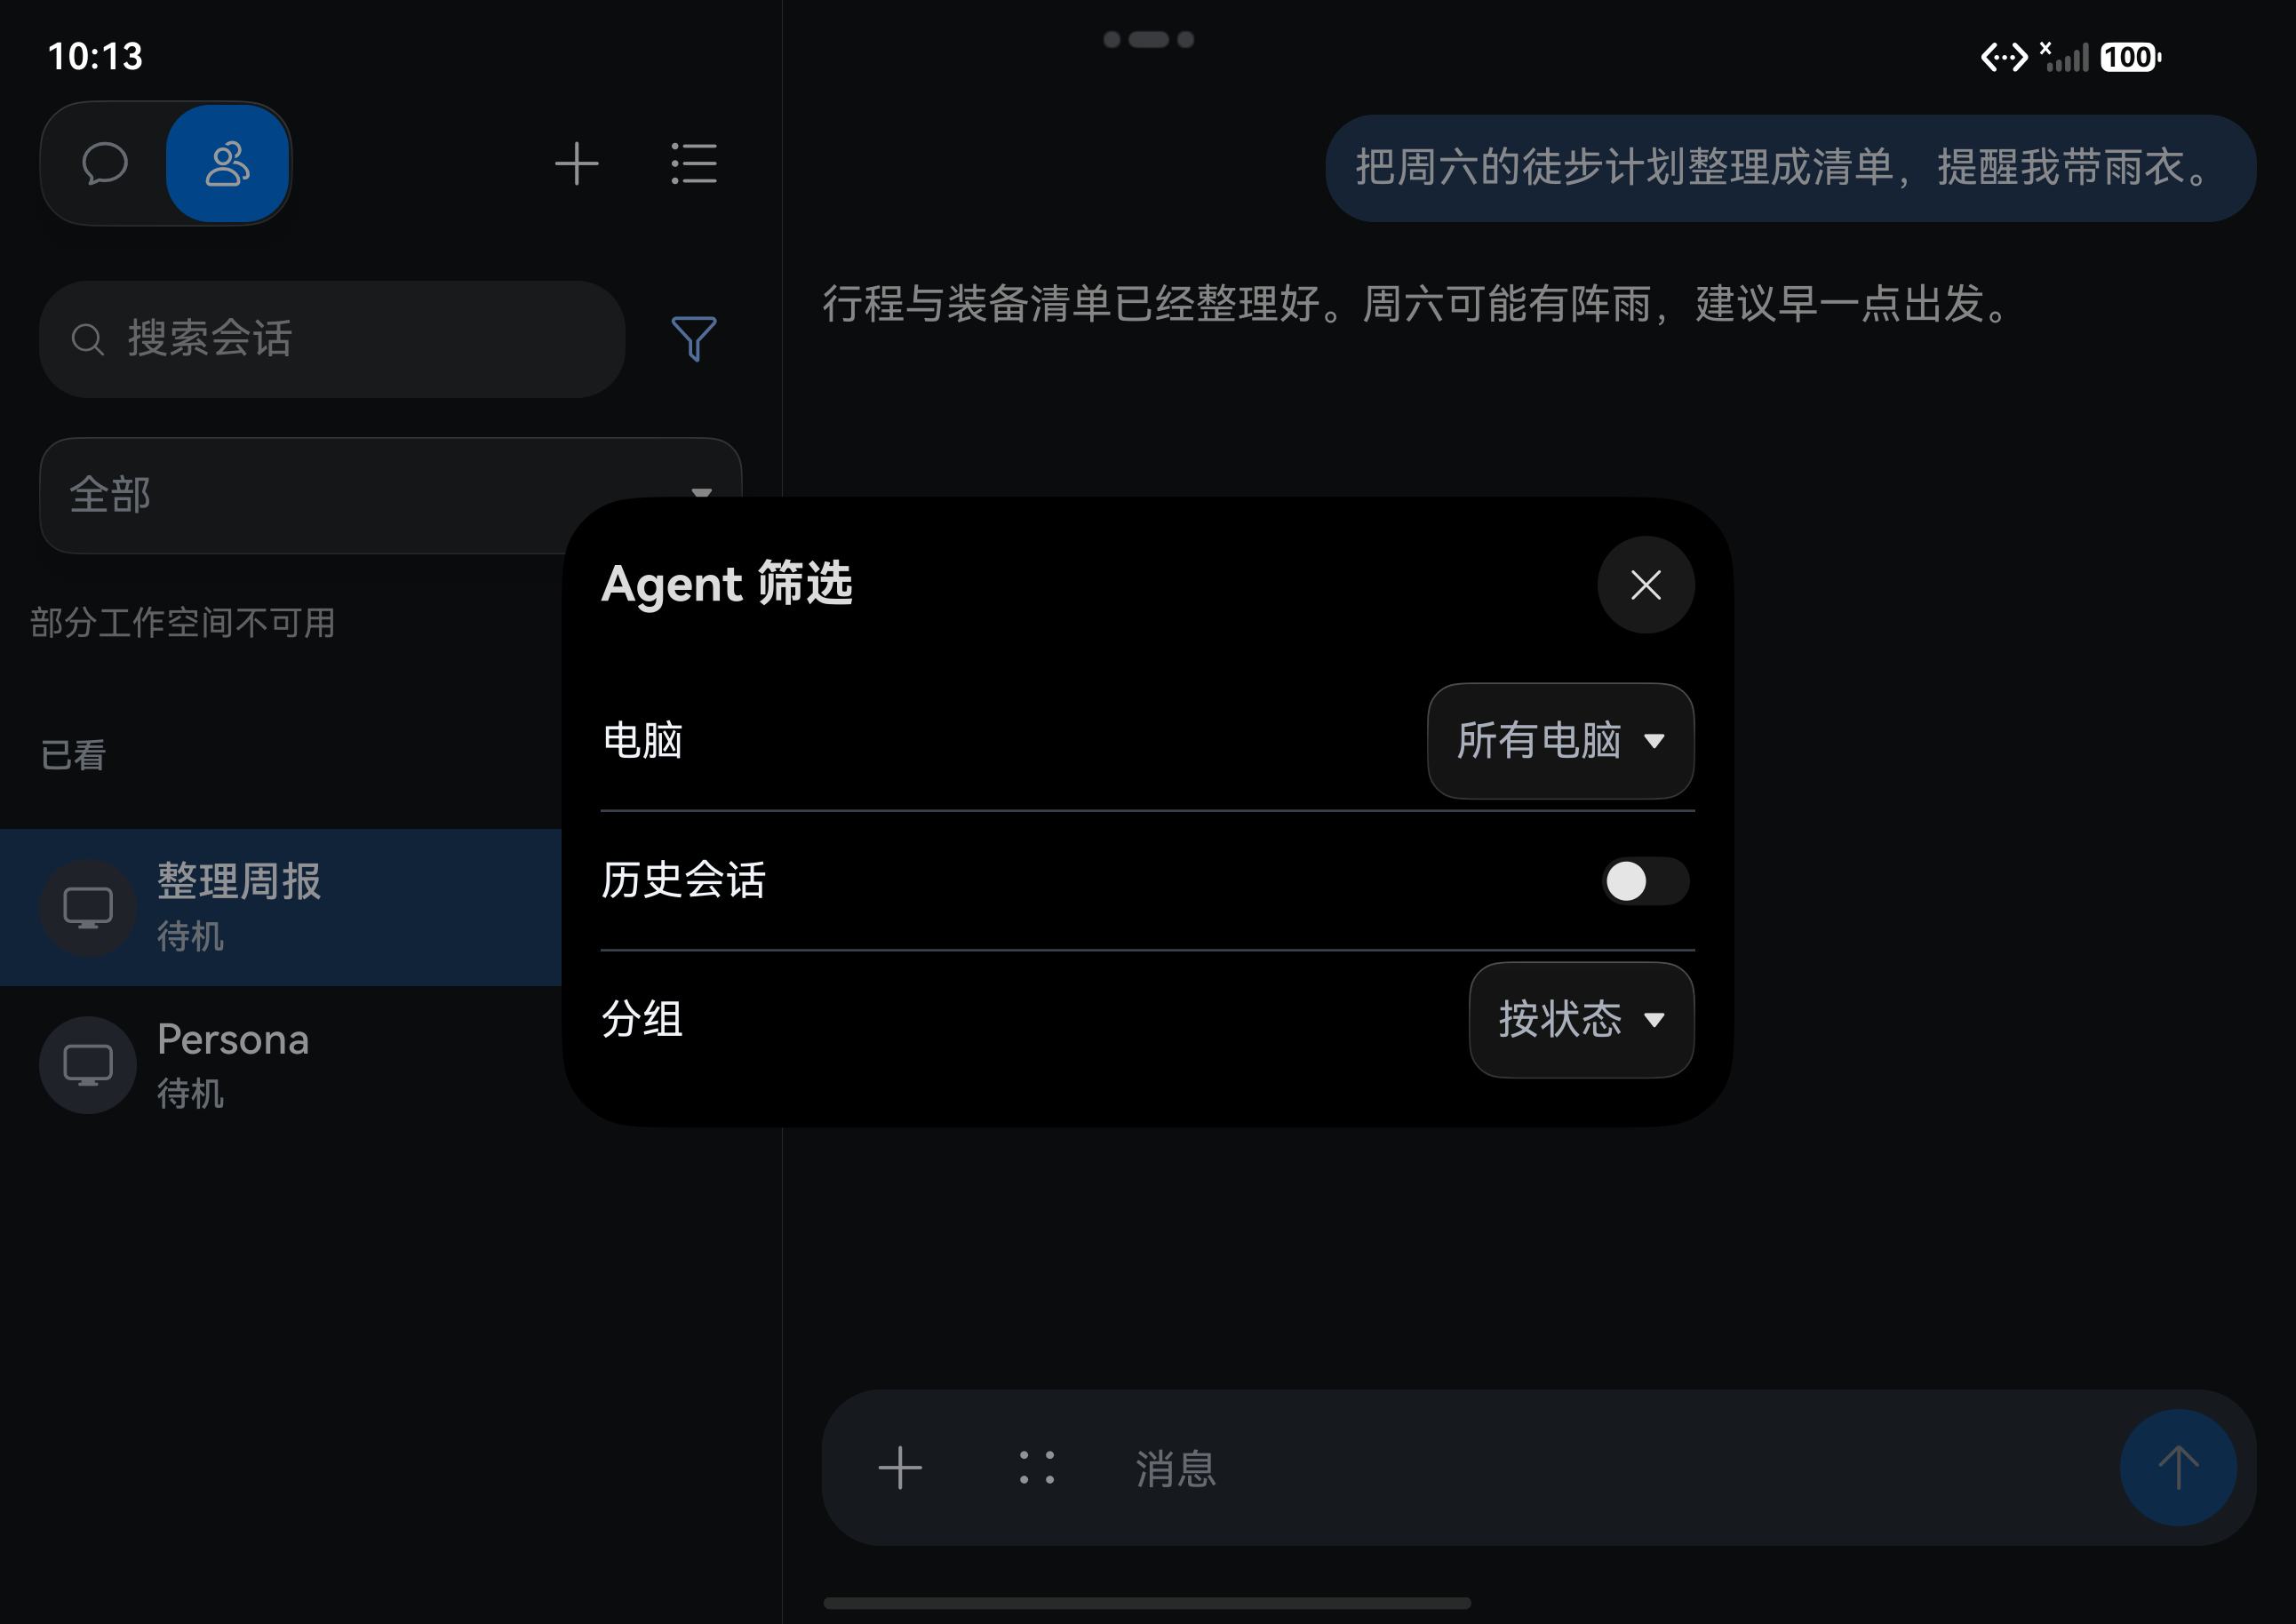 10:13
100
把周六的徒步计划整理成清单，提醒我带雨衣。
行程与装备清单已经整理好。周六可能有阵雨，建议早一点出发。
搜索会话
全部
部分工作空间不可用
已看
整理周报
待机
Persona
待机
Agent 筛选
电脑
所有电脑
历史会话
分组
按状态
消息